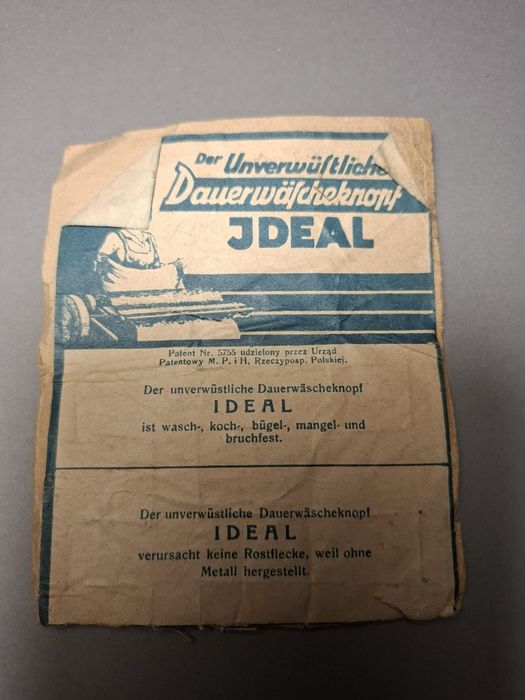 Der Unverwüſtliche
Dauerwäſcheknopf
JDEAL
Patent Nr. 5755 udzielony przez Urząd
Patentowy M. P. i H. Rzeczyposp. Polskiej.
Der unverwüstliche Dauerwäscheknopf
IDEAL
ist wasch-, koch-, bügel-, mangel- und
bruchfest.
Der unverwüstliche Dauerwäscheknopf
IDEAL
verursacht keine Rostflecke, weil ohne
Metall hergestellt.